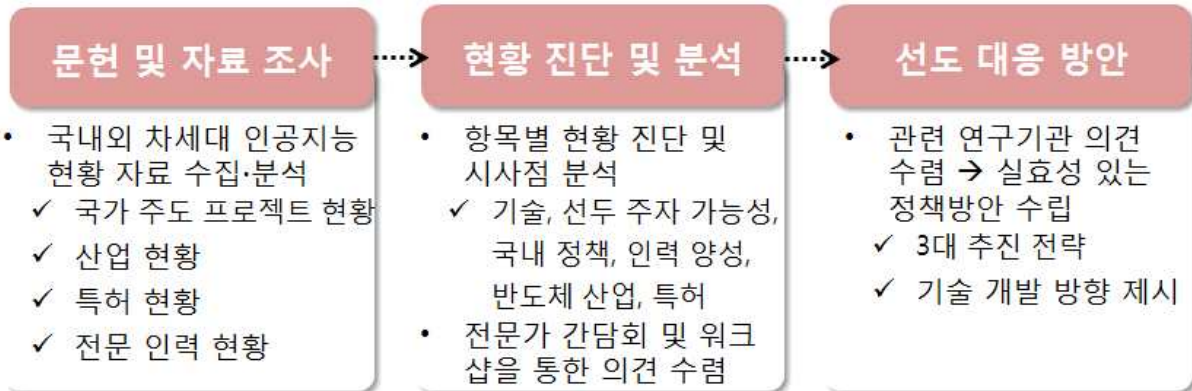 문헌 및 자료 조사
• 국내외 차세대 인공지능
현황 자료 수집·분석
✓ 국가 주도 프로젝트 현황
✓ 산업 현황
✓ 특허 현황
✓ 전문 인력 현황
현황 진단 및 분석
• 항목별 현황 진단 및
시사점 분석
✓ 기술, 선두 주자 가능성,
국내 정책, 인력 양성,
반도체 산업, 특허
• 전문가 간담회 및 워크
샵을 통한 의견 수렴
선도 대응 방안
• 관련 연구기관 의견
수렴 → 실효성 있는
정책방안 수립
✓ 3대 추진 전략
✓ 기술 개발 방향 제시